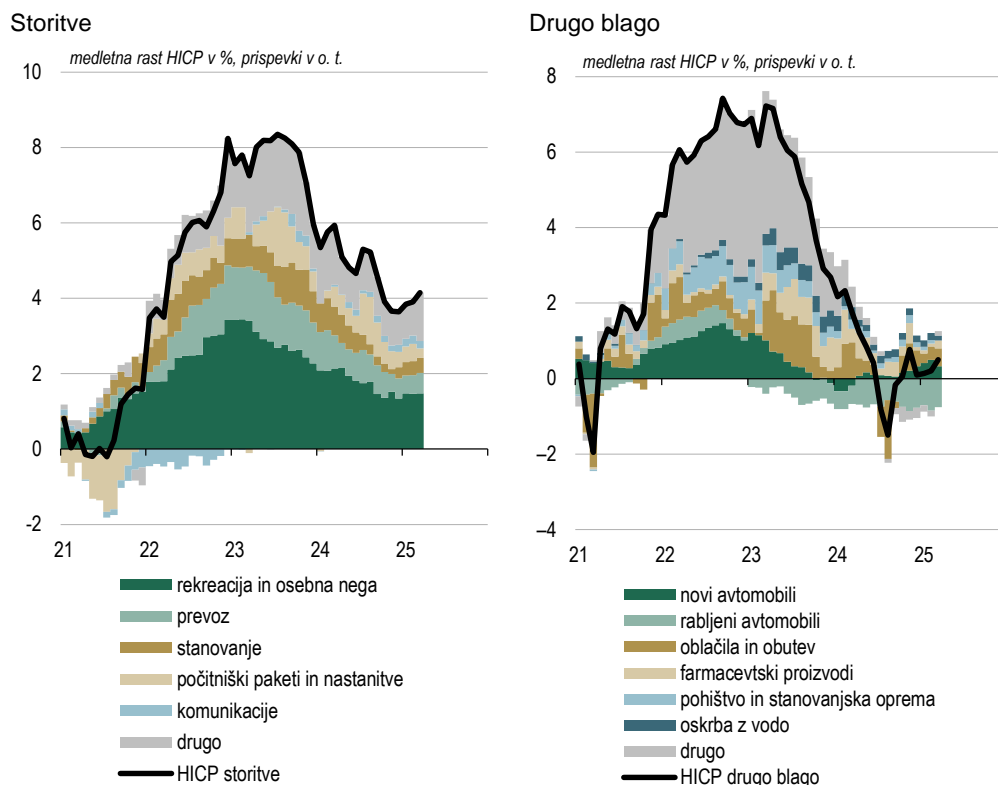 Storitve
medletna rast HICP v %, prispevki v o. t.
10
8
6
4
2
0
-2
21 22 23 24 25
rekreacija in osebna nega
prevoz
stanovanje
počitniški paketi in nastanitve
komunikacije
drugo
HICP storitve
Drugo blago
medletna rast HICP v %, prispevki v o. t.
8
6
4
2
0
–2
–4
21 22 23 24 25
novi avtomobili
rabljeni avtomobili
oblačila in obutev
farmacevtski proizvodi
pohištvo in stanovanjska oprema
oskrba z vodo
drugo
HICP drugo blago